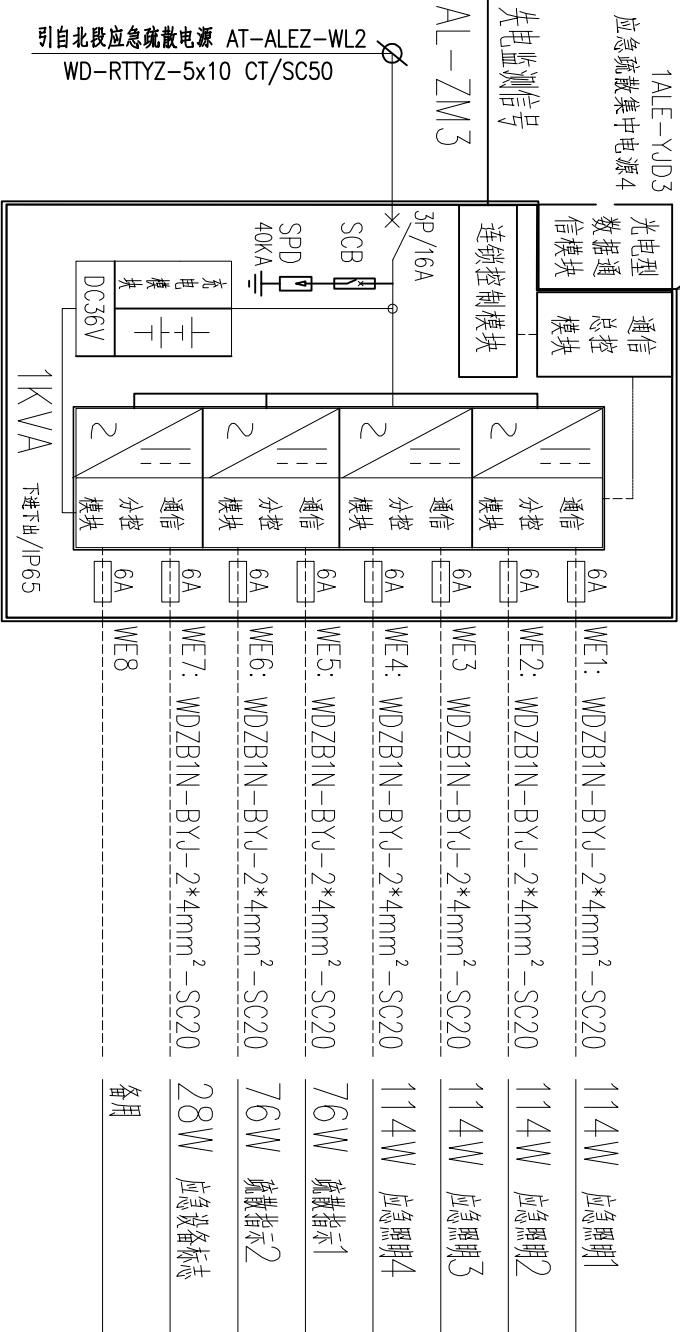 引自北段应急疏散电源 AT-ALEZ-WL2
WD-RTTYZ-5x10 CT/SC50
1ALE-YJD3
应急疏散集中电源4
失电监测信号
AL-ZM3
光电型
数据通
信模块
通信
总控
模块
连锁控制模块
3P/16A
SCB
SPD
40KA
充电模块
DC36V
1KVA
下进下出/IP65
通信
分控
模块
通信
分控
模块
通信
分控
模块
通信
分控
模块
6A WE1: WDZB1N-BYJ-2*4mm²-SC20 114W 应急照明1
6A WE2: WDZB1N-BYJ-2*4mm²-SC20 114W 应急照明2
6A WE3 WDZB1N-BYJ-2*4mm²-SC20 114W 应急照明3
6A WE4: WDZB1N-BYJ-2*4mm²-SC20 114W 应急照明4
6A WE5: WDZB1N-BYJ-2*4mm²-SC20 76W 疏散指示1
6A WE6: WDZB1N-BYJ-2*4mm²-SC20 76W 疏散指示2
6A WE7: WDZB1N-BYJ-2*4mm²-SC20 28W 应急设备标志
6A WE8 备用